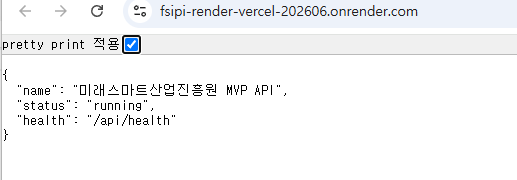 fsipi-render-vercel-202606.onrender.com
pretty print 적용
{
  "name": "미래스마트산업진흥원 MVP API",
  "status": "running",
  "health": "/api/health"
}